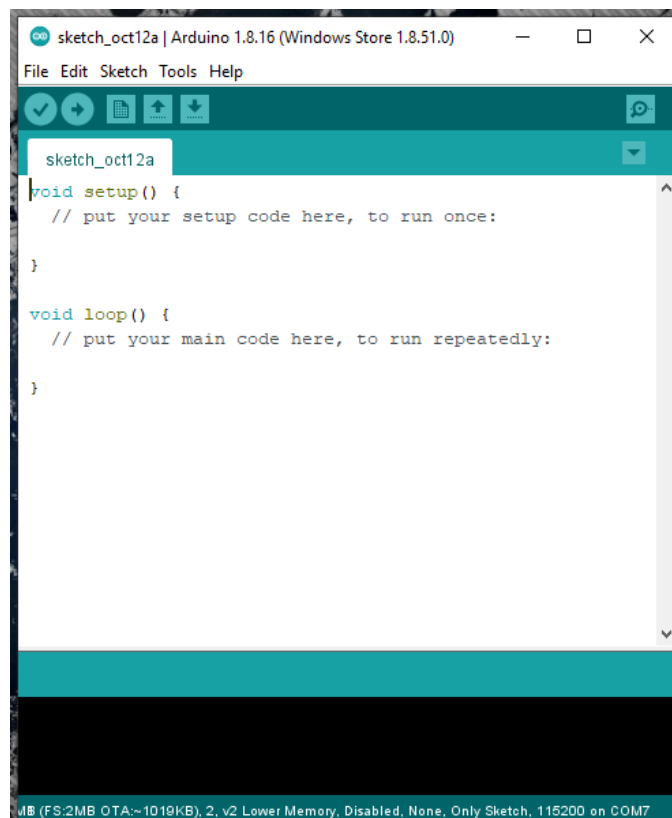 sketch_oct12a | Arduino 1.8.16 (Windows Store 1.8.51.0)
File Edit Sketch Tools Help
sketch_oct12a
void setup() {
// put your setup code here, to run once:
}
void loop() {
// put your main code here, to run repeatedly:
}
(FS:2MB OTA:~1019KB), 2, v2 Lower Memory, Disabled, None, Only Sketch, 115200 on COM7